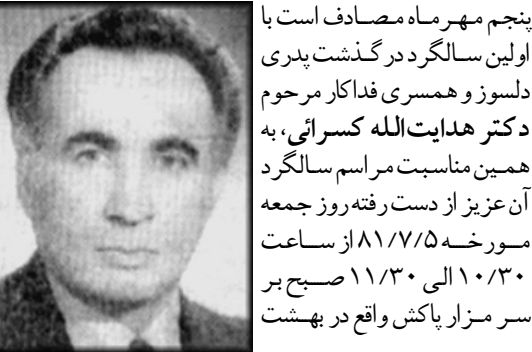 پنجم مهرماه مصادف است با
اولین سالگرد درگذشت پدری
دلسوز و همسری فداکار مرحوم
دکتر هدایت‌الله کسرائی، به
همین مناسبت مراسم سالگرد
آن عزیز از دست رفته روز جمعه
مورخه ۸۱/۷/۵ از ساعت
۱۰/۳۰ الی ۱۱/۳۰ صبح بر
سر مزار پاکش واقع در بهشت